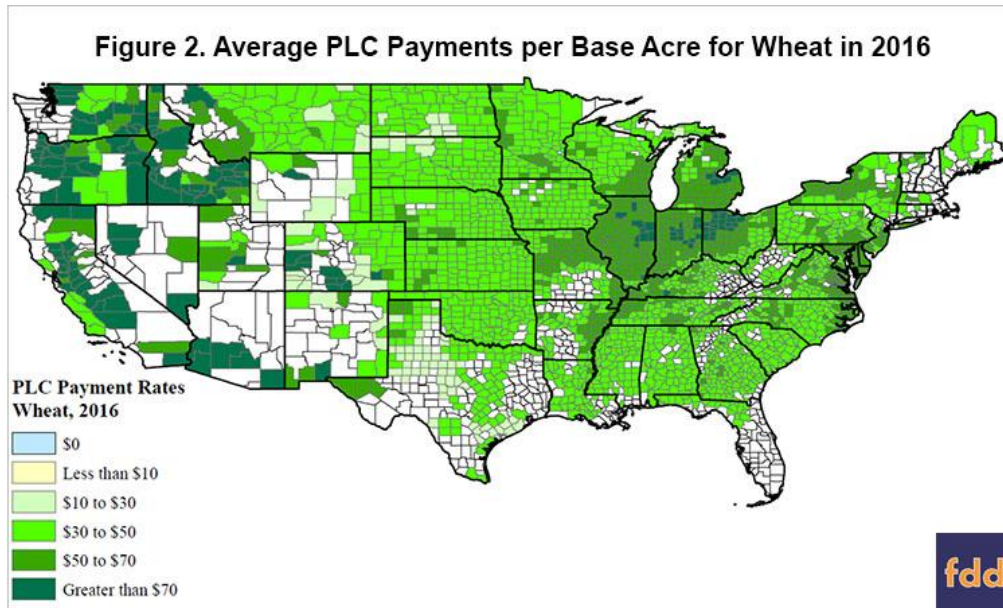 Figure 2. Average PLC Payments per Base Acre for Wheat in 2016
PLC Payment Rates
Wheat, 2016
$0
Less than $10
$10 to $30
$30 to $50
$50 to $70
Greater than $70
fdd